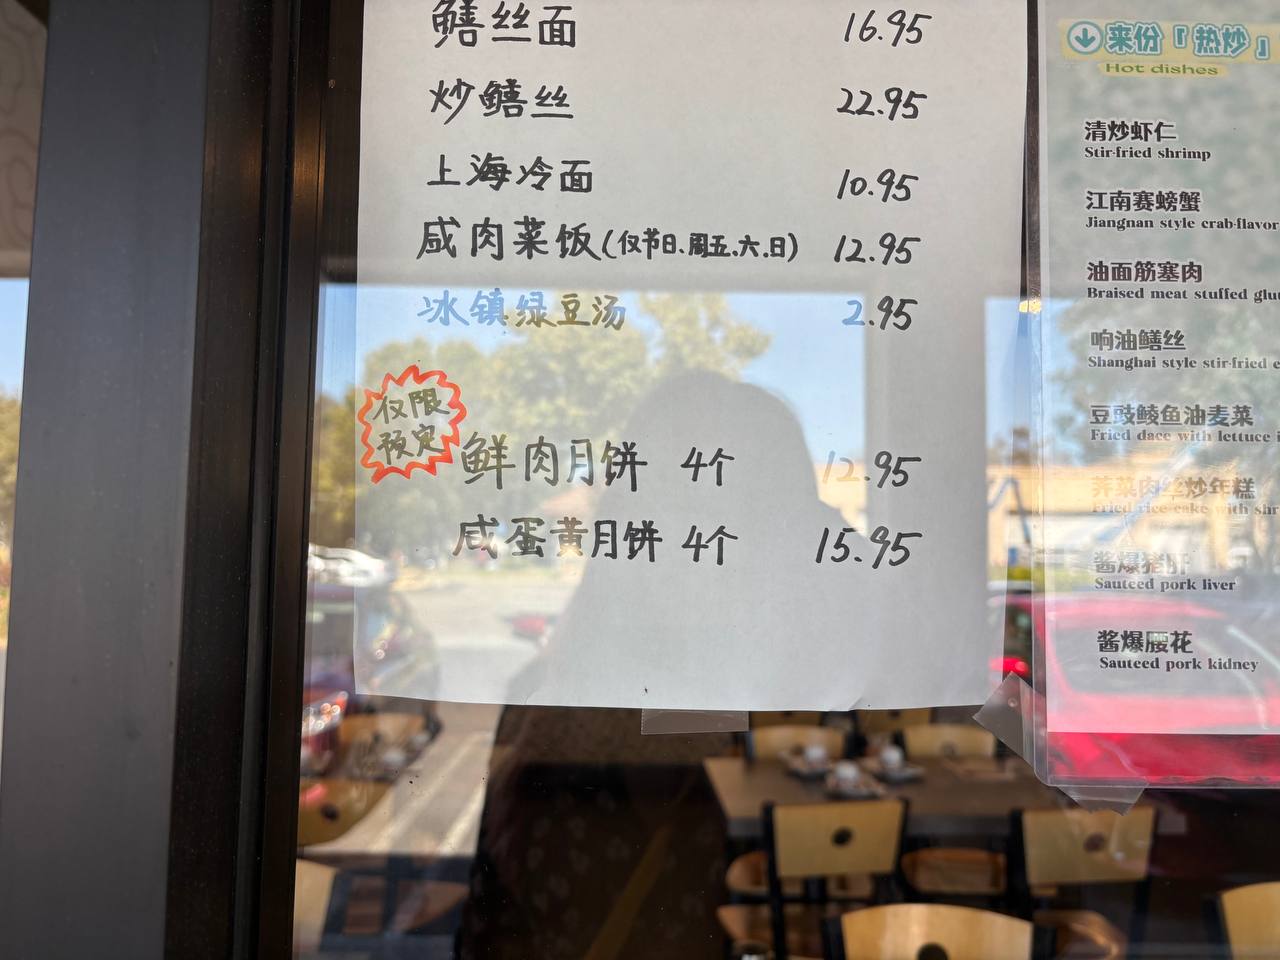 鳝丝面 16.95
炒鳝丝 22.95
上海冷面 10.95
咸肉菜饭(仅节日、周五、六、日) 12.95
冰镇绿豆汤 2.95
仅限
预定
鲜肉月饼 4个 12.95
咸蛋黄月饼 4个 15.95
来份「热炒」
Hot dishes
清炒虾仁
Stir-fried shrimp
江南赛螃蟹
Jiangnan style crab-flavor
油面筋塞肉
Braised meat stuffed
响油鳝丝
Shanghai style stir-fried
豆豉鲮鱼油麦菜
Fried dace with lettuce
荠菜肉丝炒年糕
Fried rice cake with
酱爆猪肝
Sauteed pork liver
酱爆腰花
Sauteed pork kidney